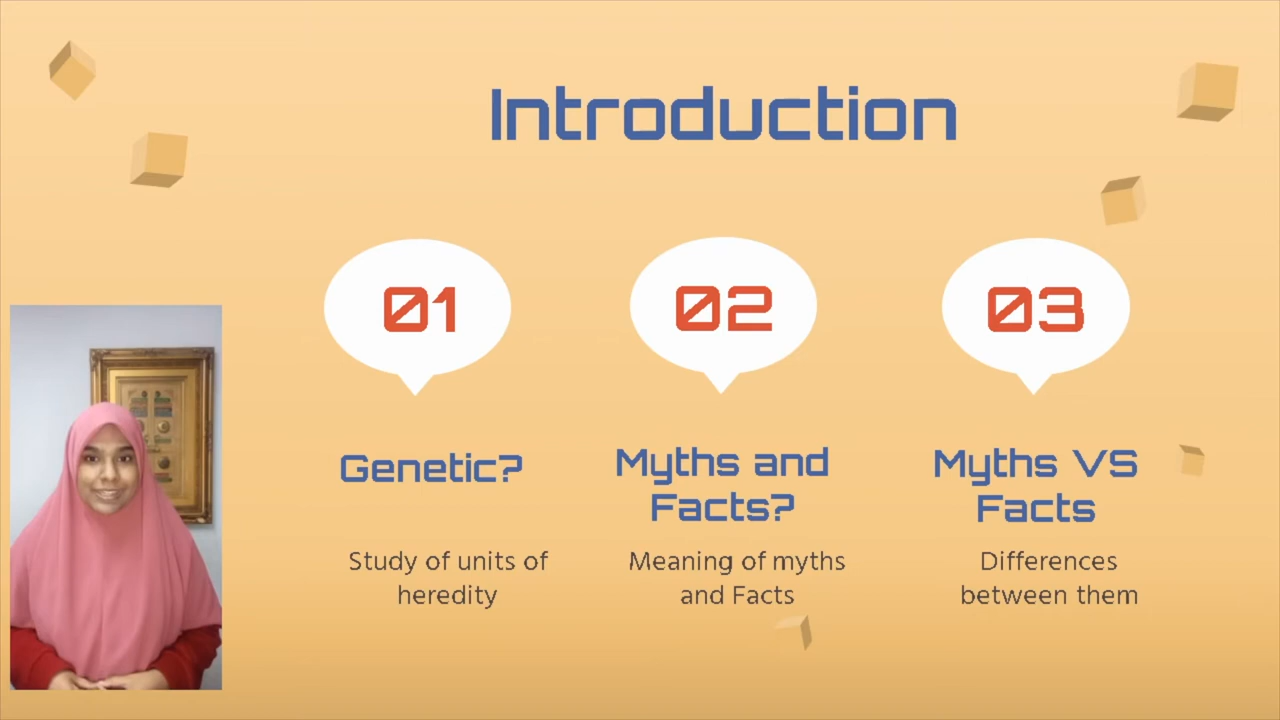 Introduction
01
Genetic?
Study of units of
heredity
02
Myths and
Facts?
Meaning of myths
and Facts
03
Myths VS
Facts
Differences
between them